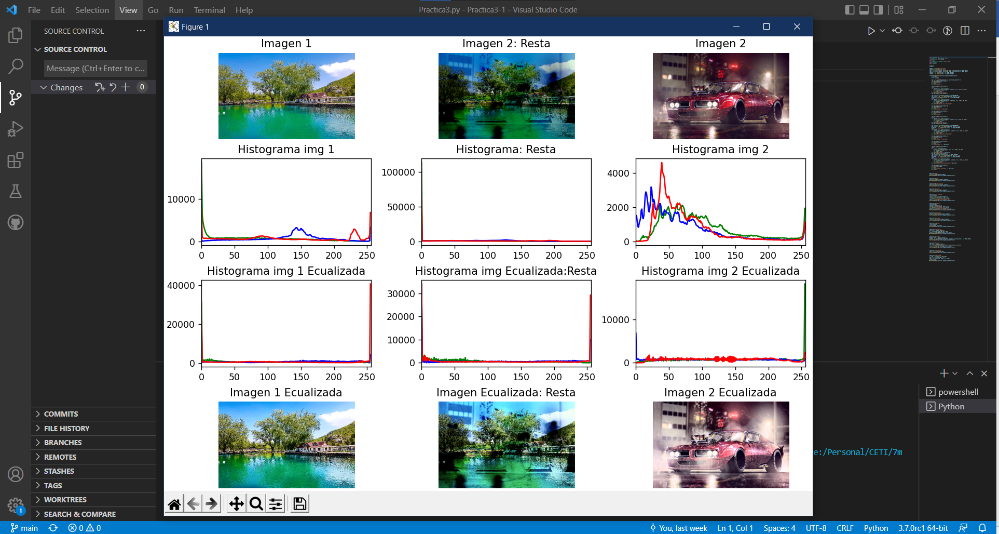 File Edit Selection View Go Run Terminal Help
Practica3.py - Practica3-1 - Visual Studio Code
SOURCE CONTROL
SOURCE CONTROL
Message (Ctrl+Enter to c...
Changes 0
COMMITS
FILE HISTORY
BRANCHES
REMOTES
STASHES
TAGS
WORKTREES
SEARCH & COMPARE
1
Figure 1
Imagen 1 Imagen 2: Resta Imagen 2
53
Histograma img 1 Histograma: Resta Histograma img 2
10000
0
0 50 100 150 200 250
100000
50000
0
0 50 100 150 200 250
4000
2000
0
0 50 100 150 200 250
Histograma img 1 Ecualizada Histograma img Ecualizada:Resta Histograma img 2 Ecualizada
40000
20000
0
0 50 100 150 200 250
30000
20000
10000
0
0 50 100 150 200 250
10000
0
0 50 100 150 200 250
Imagen 1 Ecualizada Imagen Ecualizada: Resta Imagen 2 Ecualizada
53
powershell
Python
e:/Personal/CETI/7m
main 0 0 You, last week Ln 1, Col 1 Spaces: 4 UTF-8 CRLF Python 3.7.0rc1 64-bit